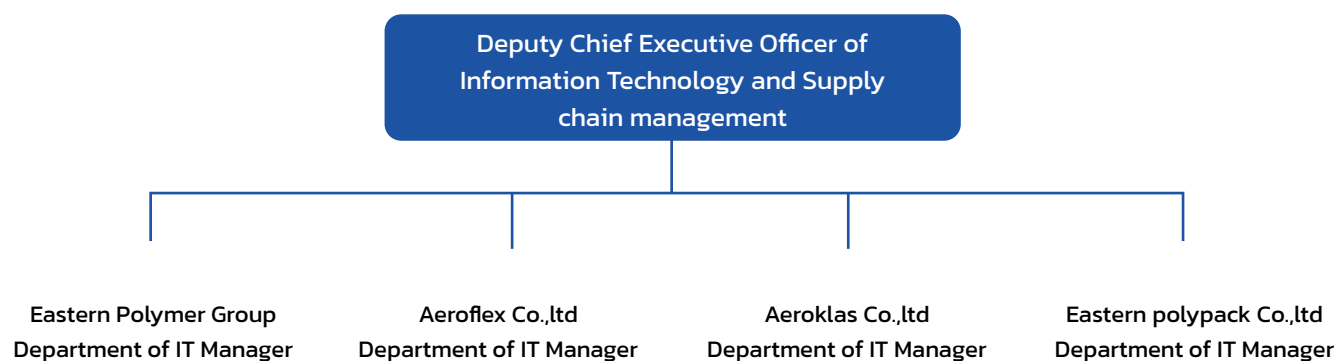 Deputy Chief Executive Officer of
Information Technology and Supply
chain management
Eastern Polymer Group
Department of IT Manager
Aeroflex Co.,ltd
Department of IT Manager
Aeroklas Co.,ltd
Department of IT Manager
Eastern polypack Co.,ltd
Department of IT Manager